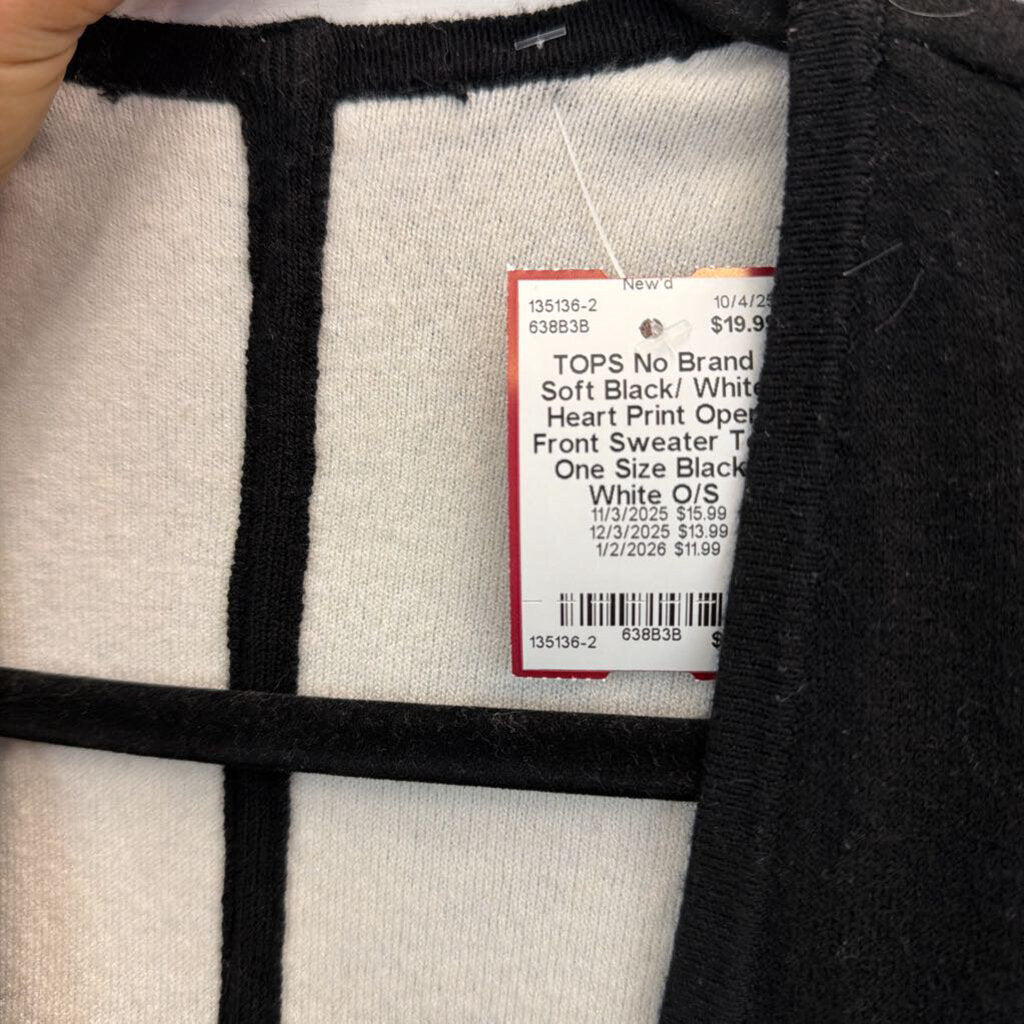 New'd
135136-2 10/4/25
638B3B $19.99
TOPS No Brand
Soft Black/ White
Heart Print Open
Front Sweater
One Size Black
White O/S
11/3/2025 $15.99
12/3/2025 $13.99
1/2/2026 $11.99
135136-2 638B3B $